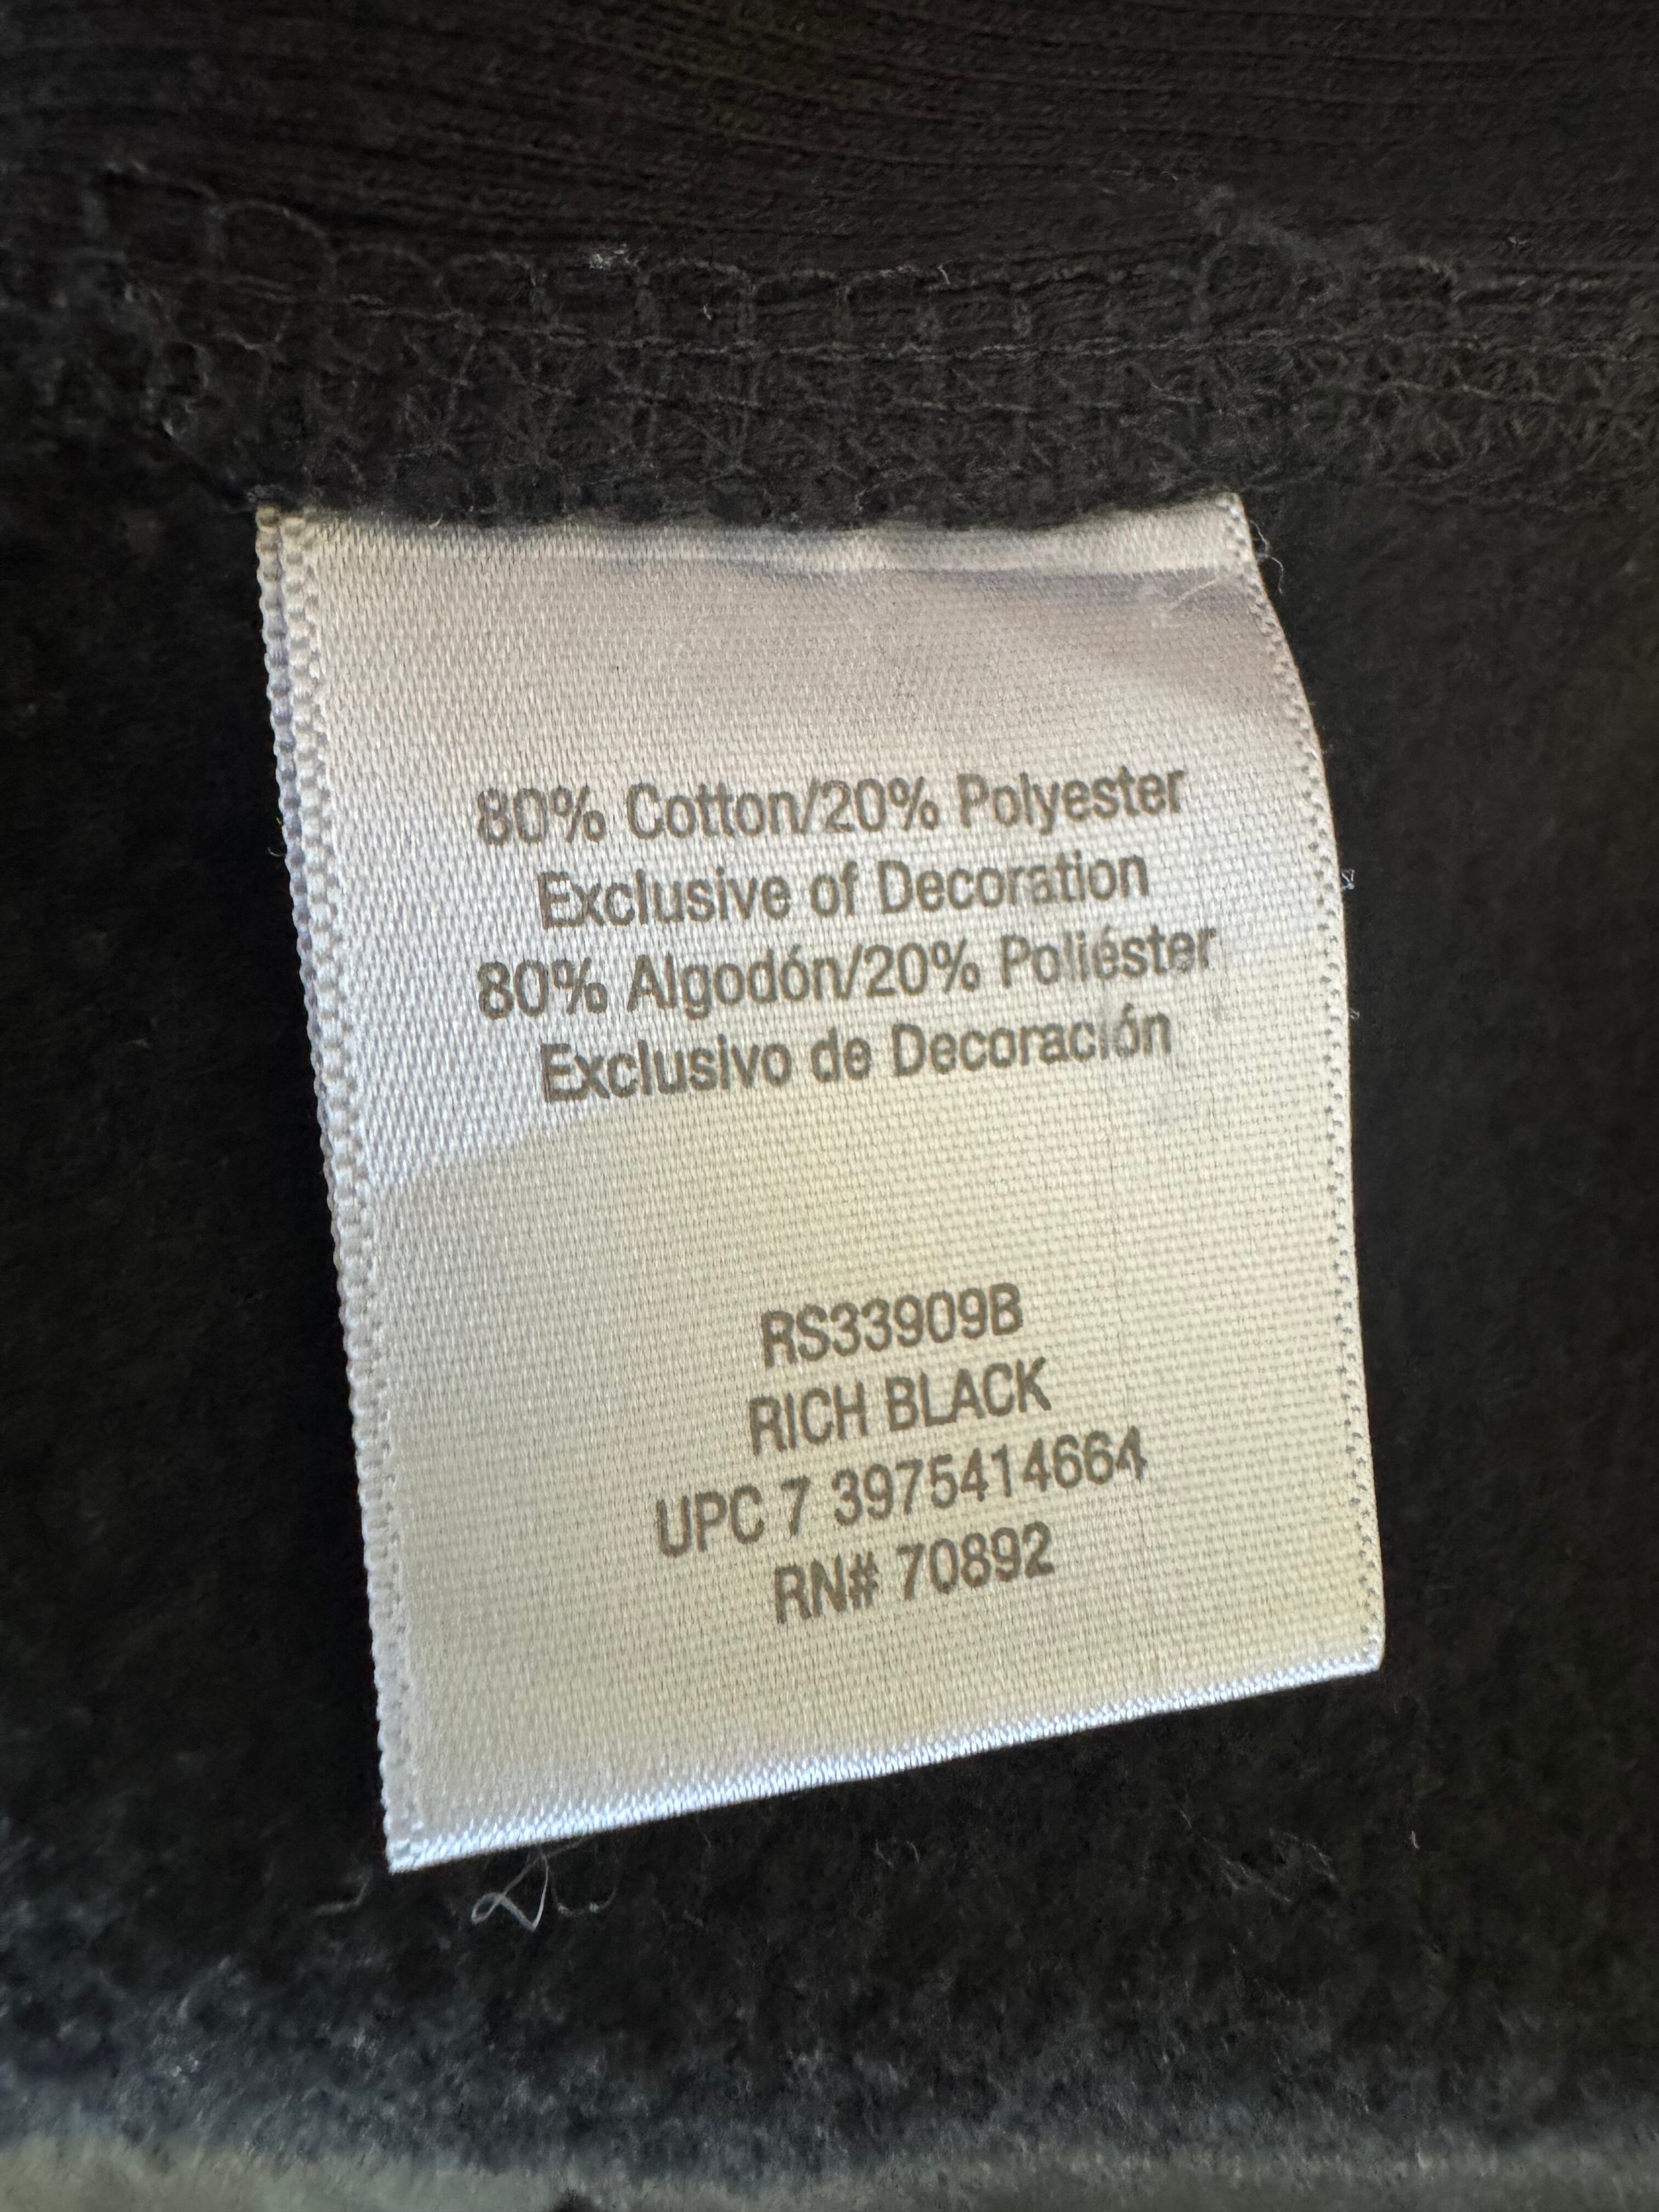 80% Cotton/20% Polyester
Exclusive of Decoration
80% Algodón/20% Poliéster
Exclusivo de Decoración
RS33909B
RICH BLACK
UPC 7 3975414664
RN# 70892